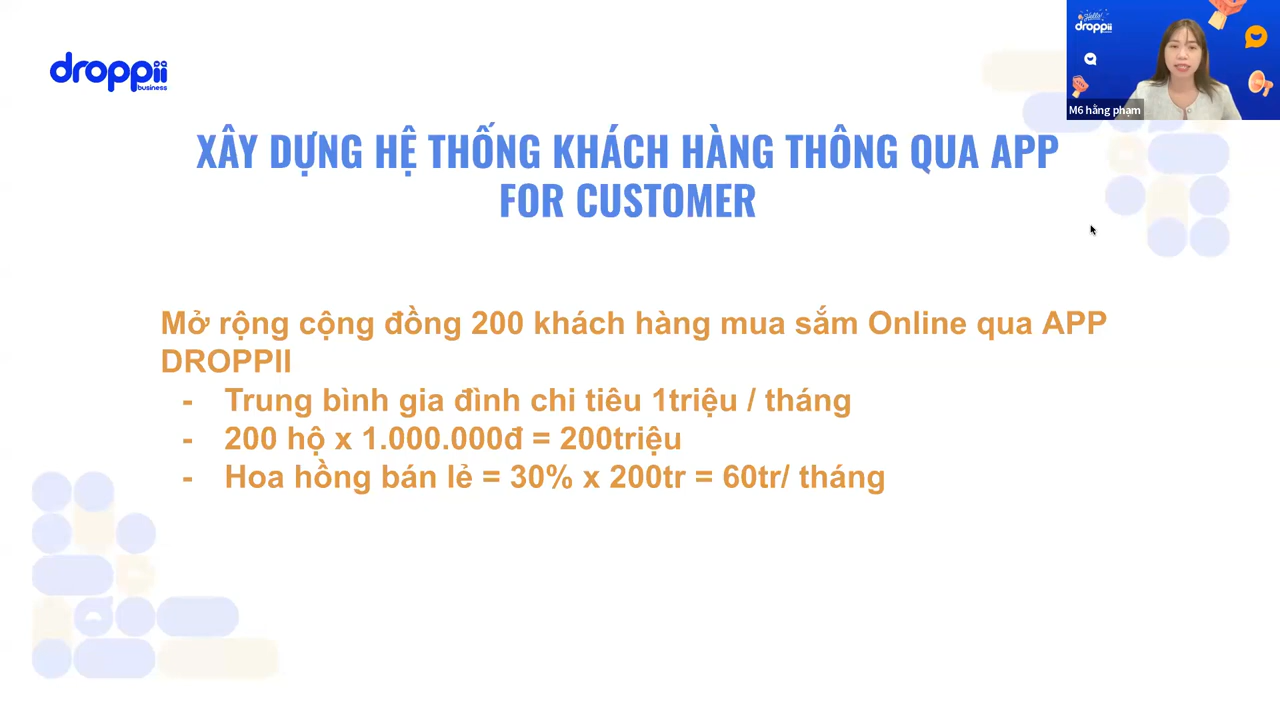 droppii
business
Hello!
droppii
M6 hằng phạm
XÂY DỰNG HỆ THỐNG KHÁCH HÀNG THÔNG QUA APP
FOR CUSTOMER
Mở rộng cộng đồng 200 khách hàng mua sắm Online qua APP
DROPPII
- Trung bình gia đình chi tiêu 1triệu / tháng
- 200 hộ x 1.000.000đ = 200triệu
- Hoa hồng bán lẻ = 30% x 200tr = 60tr/ tháng